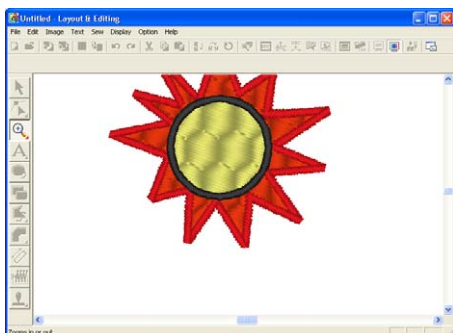 Untitled - Layout & Editing
File Edit Image Text Sew Display Option Help
A
Zooms in or out